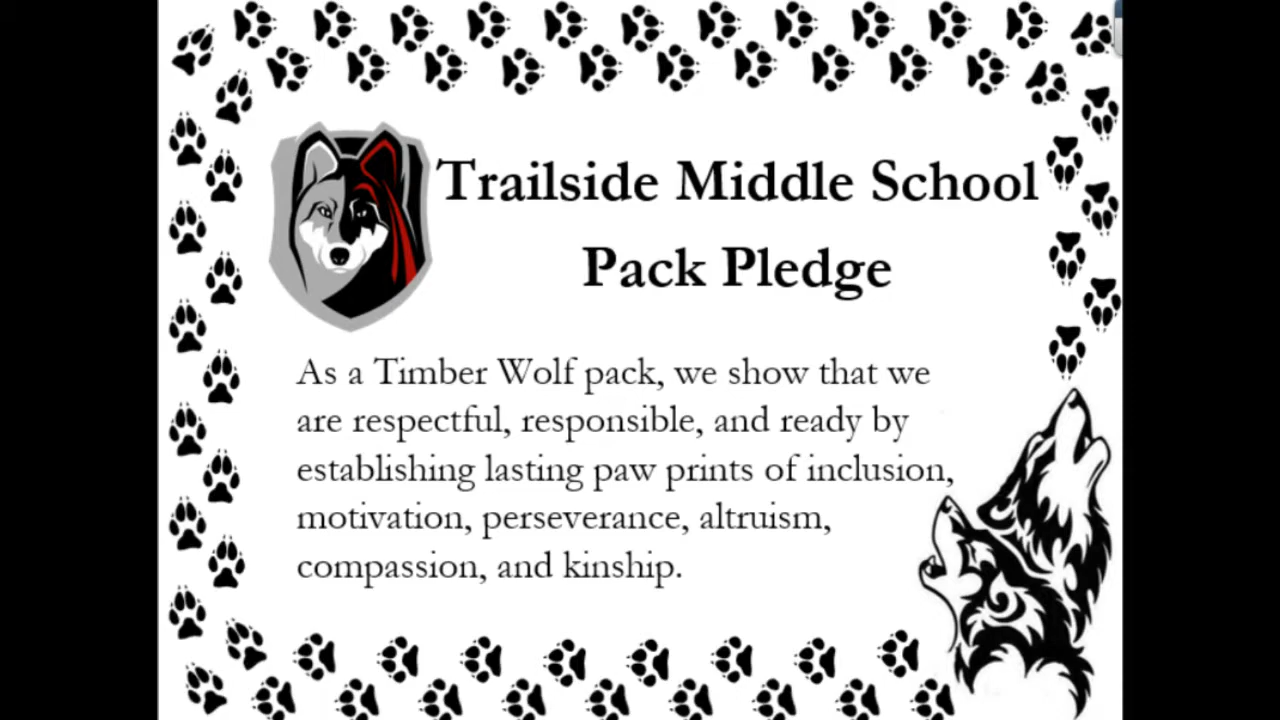 Trailside Middle School
Pack Pledge
As a Timber Wolf pack, we show that we
are respectful, responsible, and ready by
establishing lasting paw prints of inclusion,
motivation, perseverance, altruism,
compassion, and kinship.